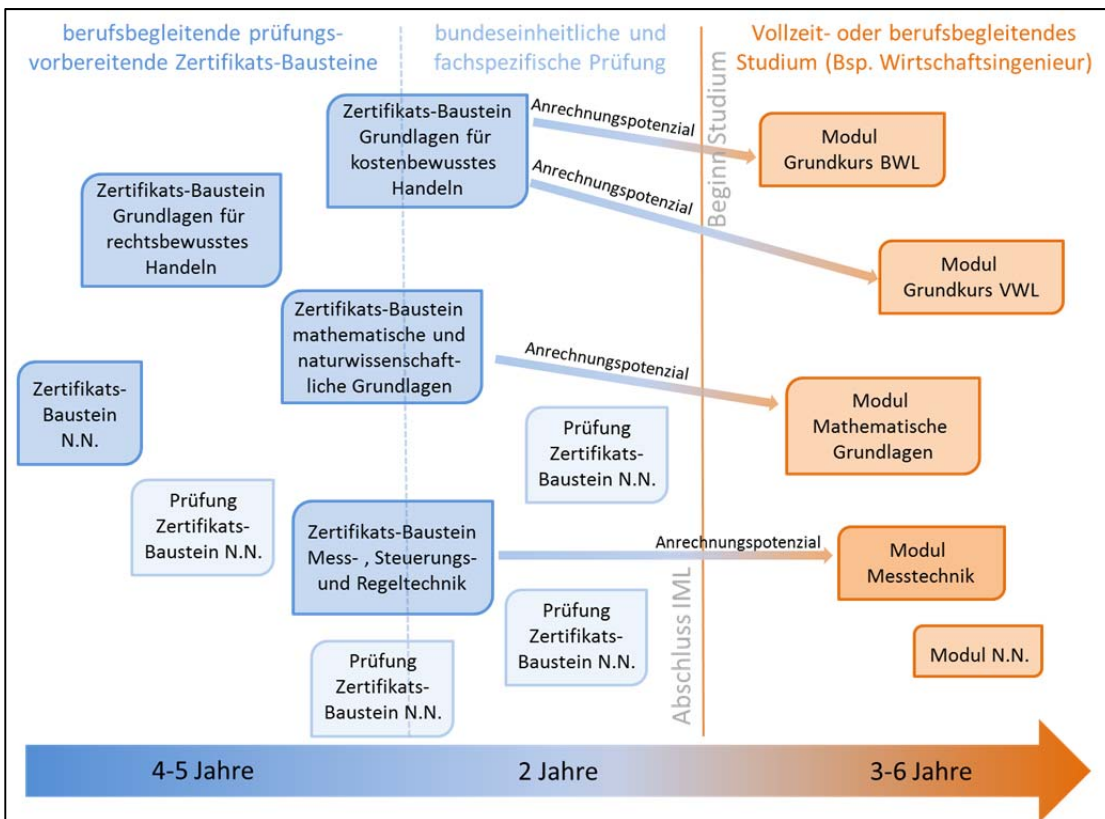 berufsbegleitende prüfungs-
vorbereitende Zertifikats-Bausteine
bundeseinheitliche und
fachspezifische Prüfung
Vollzeit- oder berufsbegleitendes
Studium (Bsp. Wirtschaftsingenieur)
Zertifikats-Baustein
Grundlagen für
kostenbewusstes
Handeln
Anrechnungspotenzial
Anrechnungspotenzial
Beginn Studium
Modul
Grundkurs BWL
Zertifikats-Baustein
Grundlagen für
rechtsbewusstes
Handeln
Modul
Grundkurs VWL
Zertifikats-Baustein
mathematische und
naturwissenschaft-
liche Grundlagen
Anrechnungspotenzial
Zertifikats-
Baustein
N.N.
Modul
Mathematische
Grundlagen
Prüfung
Zertifikats-
Baustein N.N.
Prüfung
Zertifikats-
Baustein N.N.
Zertifikats-Baustein
Mess- , Steuerungs-
und Regeltechnik
Anrechnungspotenzial
Modul
Messtechnik
Prüfung
Zertifikats-
Baustein N.N.
Abschluss IML
Modul N.N.
Prüfung
Zertifikats-
Baustein N.N.
4-5 Jahre
2 Jahre
3-6 Jahre